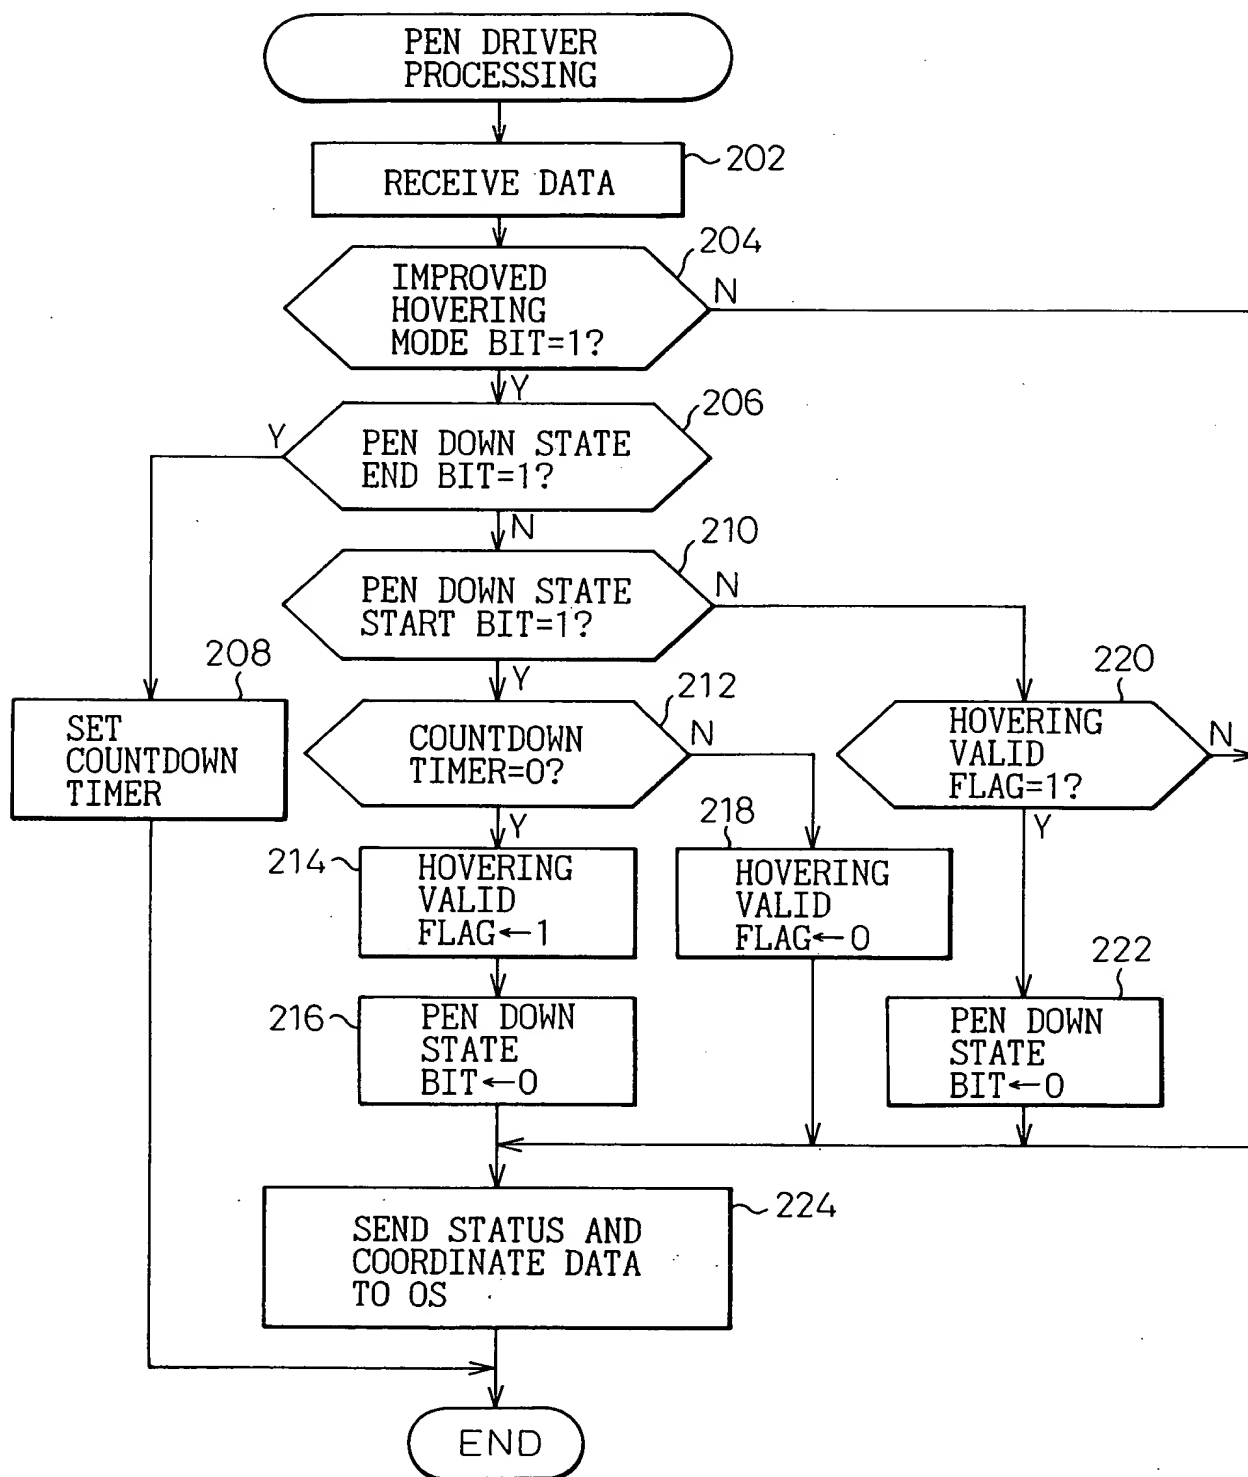 PEN DRIVER
PROCESSING
RECEIVE DATA
202
IMPROVED
HOVERING
MODE BIT=1?
204
N
Y
PEN DOWN STATE
END BIT=1?
206
Y
N
PEN DOWN STATE
START BIT=1?
210
N
Y
208
SET
COUNTDOWN
TIMER
COUNTDOWN
TIMER=0?
212
N
Y
220
HOVERING
VALID
FLAG=1?
N
Y
214
HOVERING
VALID
FLAG←1
218
HOVERING
VALID
FLAG←0
216
PEN DOWN
STATE
BIT←0
222
PEN DOWN
STATE
BIT←0
SEND STATUS AND
COORDINATE DATA
TO OS
224
END